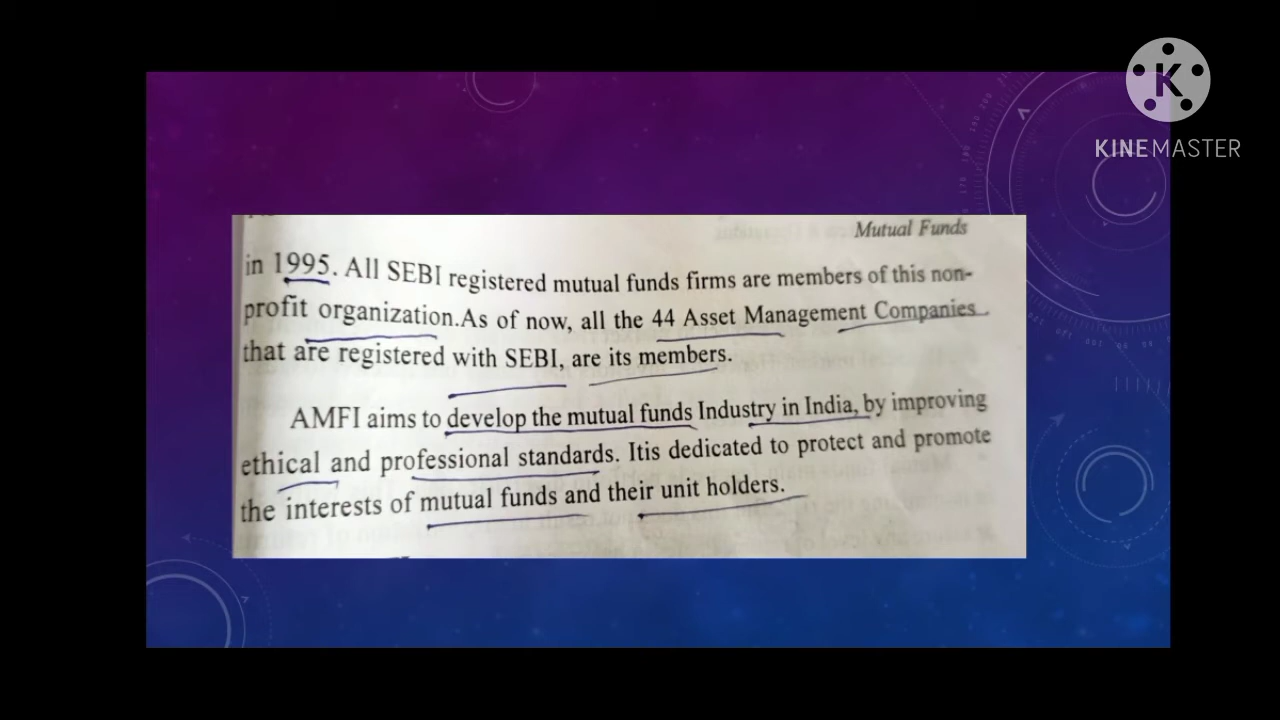 KINEMASTER
Mutual Funds
in 1995. All SEBI registered mutual funds firms are members of this non-
profit organization.As of now, all the 44 Asset Management Companies
that are registered with SEBI, are its members.
AMFI aims to develop the mutual funds Industry in India, by improving
ethical and professional standards. Itis dedicated to protect and promote
the interests of mutual funds and their unit holders.